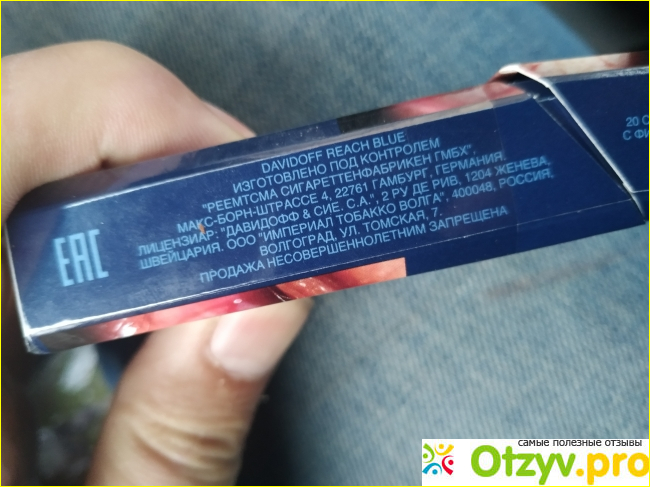 DAVIDOFF REACH BLUE
ИЗГОТОВЛЕНО ПОД КОНТРОЛЕМ
"РЕЕМТСМА СИГАРЕТТЕНФАБРИКЕН ГМБХ",
МАКС-БОРН-ШТРАССЕ 4, 22761 ГАМБУРГ, ГЕРМАНИЯ.
ЛИЦЕНЗИАР: "ДАВИДОФФ & СИЕ. С.А.", 2 РУ ДЕ РИВ, 1204 ЖЕНЕВА,
ШВЕЙЦАРИЯ. ООО "ИМПЕРИАЛ ТОБАККО ВОЛГА", 400048, РОССИЯ,
ВОЛГОГРАД, УЛ. ТОМСКАЯ, 7.
ПРОДАЖА НЕСОВЕРШЕННОЛЕТНИМ ЗАПРЕЩЕНА
EAC
20
С
самые полезные отзывы
Otzyv.pro